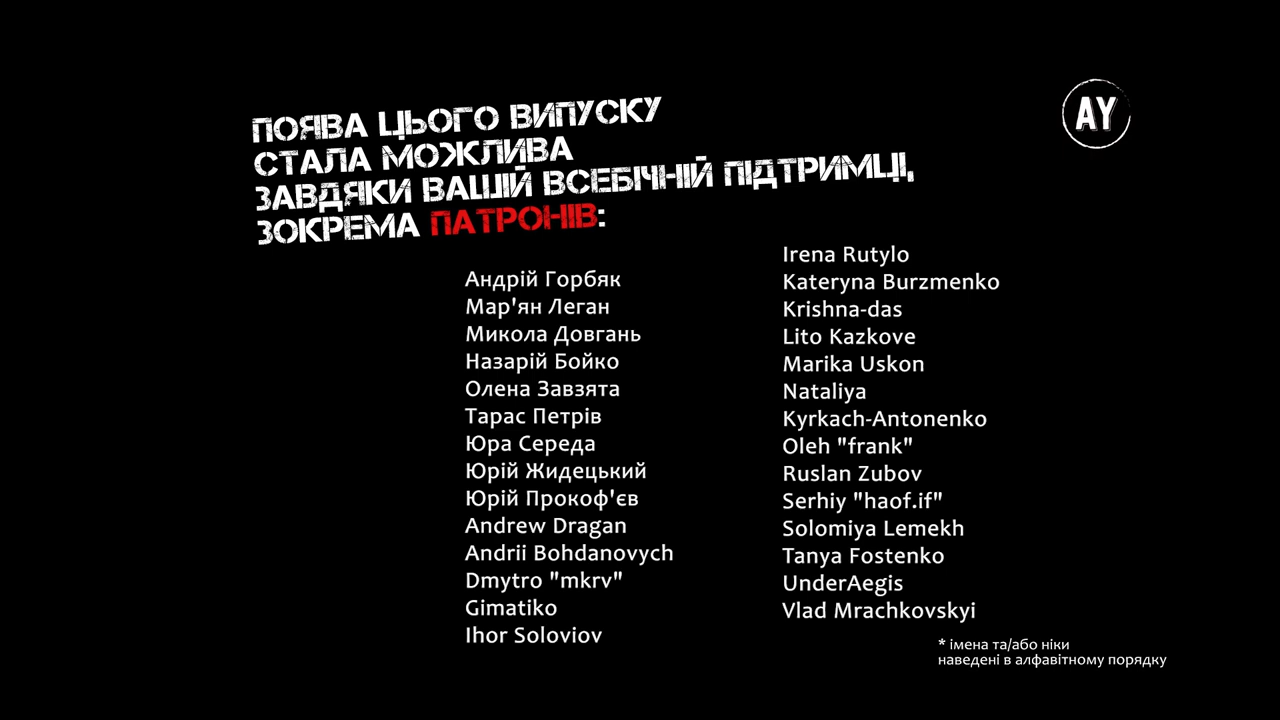 ПОЯВА ЦЬОГО ВИПУСКУ
СТАЛА МОЖЛИВА
ЗАВДЯКИ ВАШІЙ ВСЕБІЧНІЙ ПІДТРИМЦІ,
ЗОКРЕМА ПАТРОНІВ:
AY
Андрій Горбяк
Мар'ян Леган
Микола Довгань
Назарій Бойко
Олена Завзята
Тарас Петрів
Юра Середа
Юрій Жидецький
Юрій Прокоф'єв
Andrew Dragan
Andrii Bohdanovych
Dmytro "mkrv"
Gimatiko
Ihor Soloviov
Irena Rutylo
Kateryna Burzmenko
Krishna-das
Lito Kazkove
Marika Uskon
Nataliya
Kyrkach-Antonenko
Oleh "frank"
Ruslan Zubov
Serhiy "haof.if"
Solomiya Lemekh
Tanya Fostenko
UnderAegis
Vlad Mrachkovskyi
* імена та/або ніки
наведені в алфавітному порядку